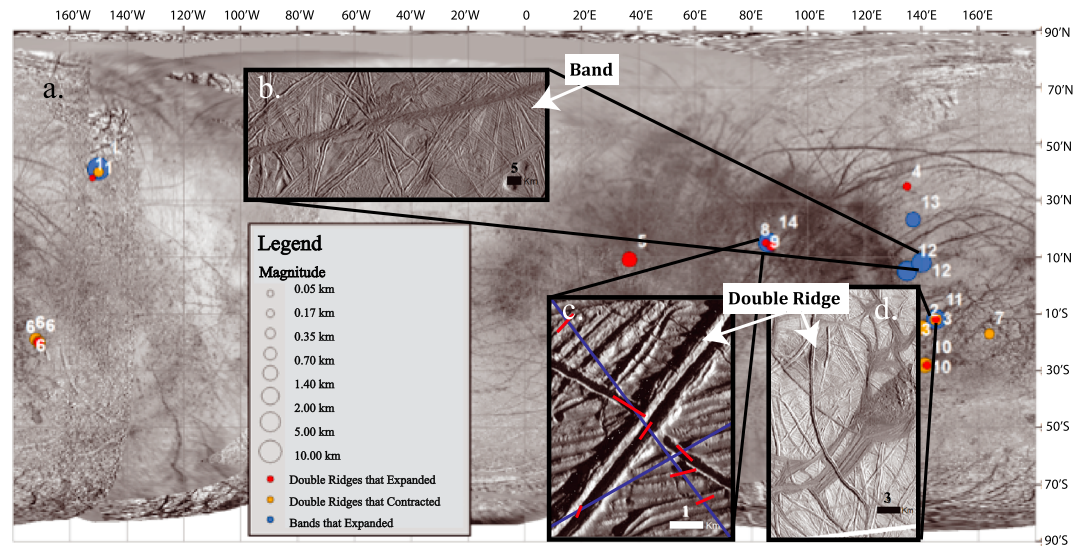 160°W 140°W 120°W 100°W 80°W 60°W 40°W 20°W 0 20°E 40°E 60°E 80°E 100°E 120°E 140°E 160°E
90°N
a.
b.
Band
70°N
5
Km
50°N
1
11
4
30°N
13
14
8
9
5
12
12
10°N
Legend
Magnitude
0.05 km
0.17 km
0.35 km
0.70 km
1.40 km
2.00 km
5.00 km
10.00 km
Double Ridges that Expanded
Double Ridges that Contracted
Bands that Expanded
Double Ridge
c.
d.
1
Km
3
Km
6 6 6
6
2
11
3
3
7
10°S
10
10
30°S
50°S
70°S
90°S